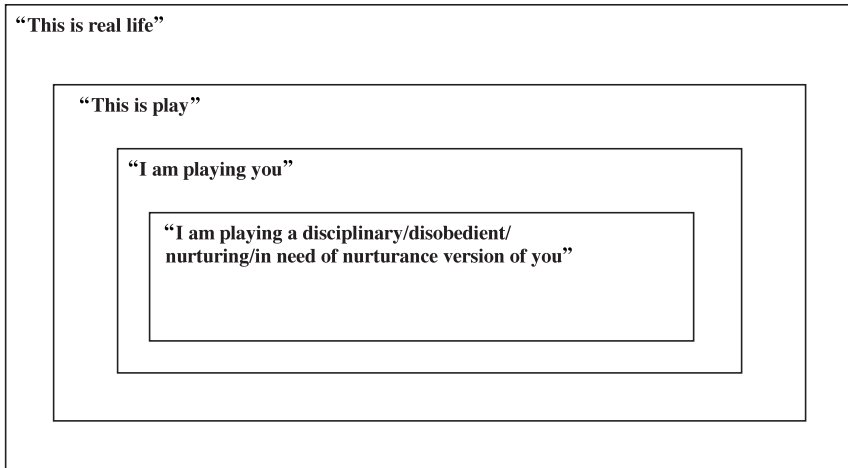 “This is real life”
“This is play”
“I am playing you”
“I am playing a disciplinary/disobedient/
nurturing/in need of nurturance version of you”